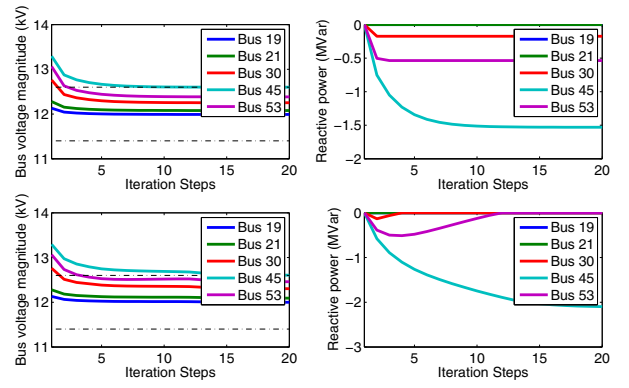 Bus voltage magnitude (kV)
14
13
12
11
5
10
15
20
Iteration Steps
Bus 19
Bus 21
Bus 30
Bus 45
Bus 53
Reactive power (MVar)
0
−0.5
−1
−1.5
−2
5
10
15
20
Iteration Steps
Bus 19
Bus 21
Bus 30
Bus 45
Bus 53
Bus voltage magnitude (kV)
14
13
12
11
5
10
15
20
Iteration Steps
Bus 19
Bus 21
Bus 30
Bus 45
Bus 53
Reactive power (MVar)
0
−1
−2
−3
5
10
15
20
Iteration Steps
Bus 19
Bus 21
Bus 30
Bus 45
Bus 53